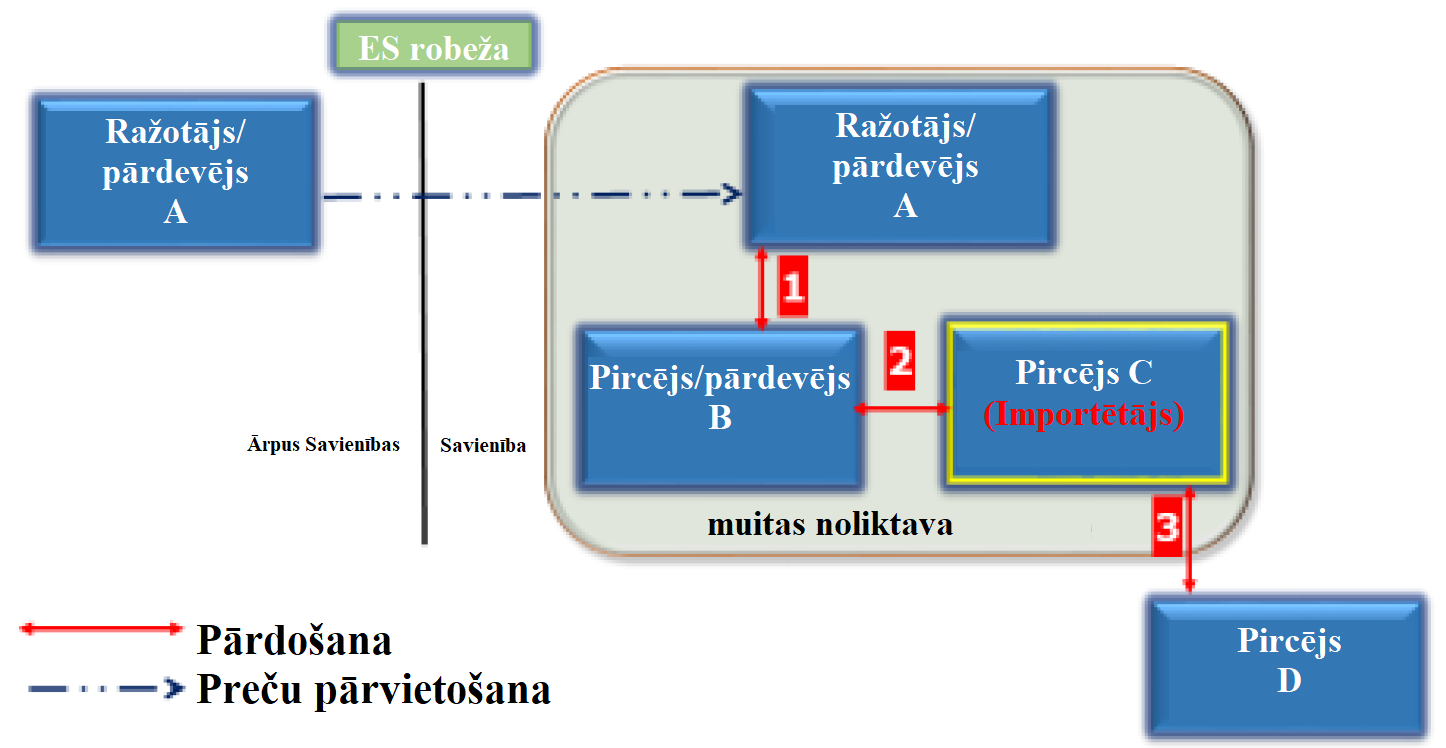 ES robeža
Ražotājs/
pārdevējs
A
Ražotājs/
pārdevējs
A
1
Pircējs/pārdevējs
B
2
Pircējs C
(Importētājs)
Ārpus Savienības
Savienība
muitas noliktava
3
Pārdošana
Preču pārvietošana
Pircējs
D